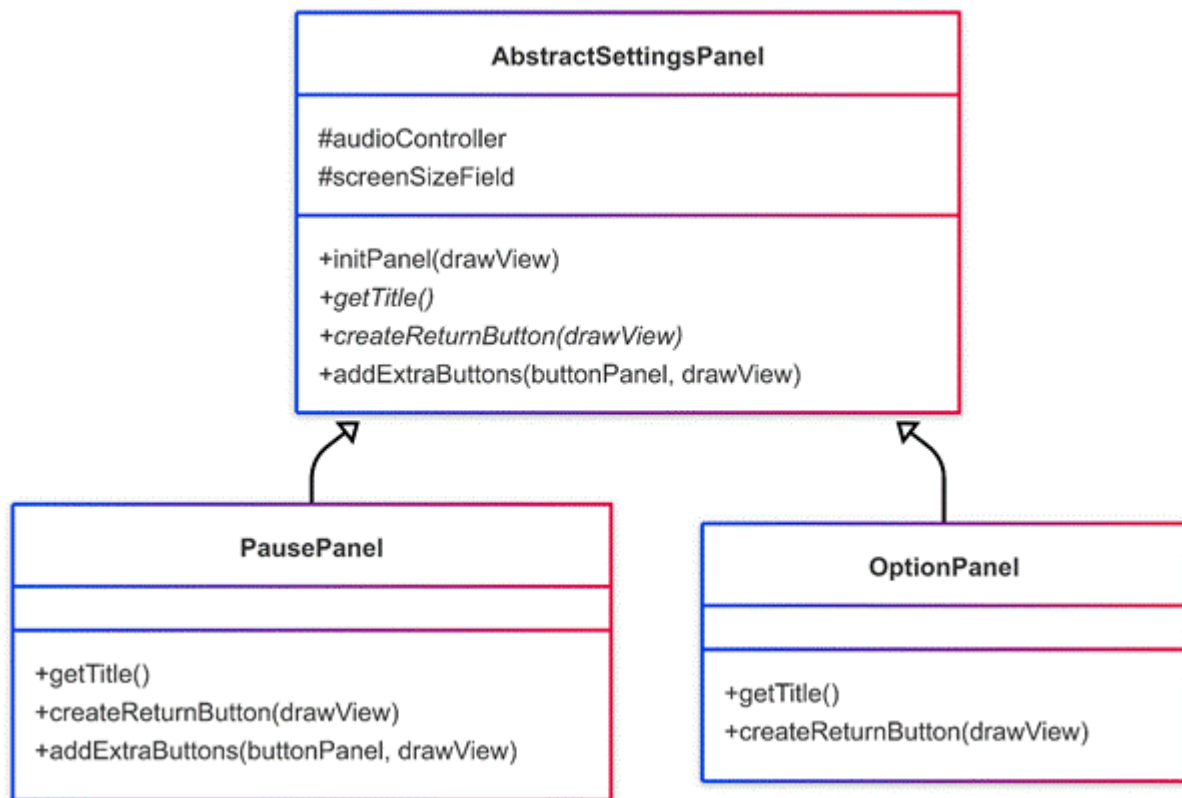 AbstractSettingsPanel
#audioController
#screenSizeField
+initPanel(drawView)
+getTitle()
+createReturnButton(drawView)
+addExtraButtons(buttonPanel, drawView)
PausePanel
+getTitle()
+createReturnButton(drawView)
+addExtraButtons(buttonPanel, drawView)
OptionPanel
+getTitle()
+createReturnButton(drawView)